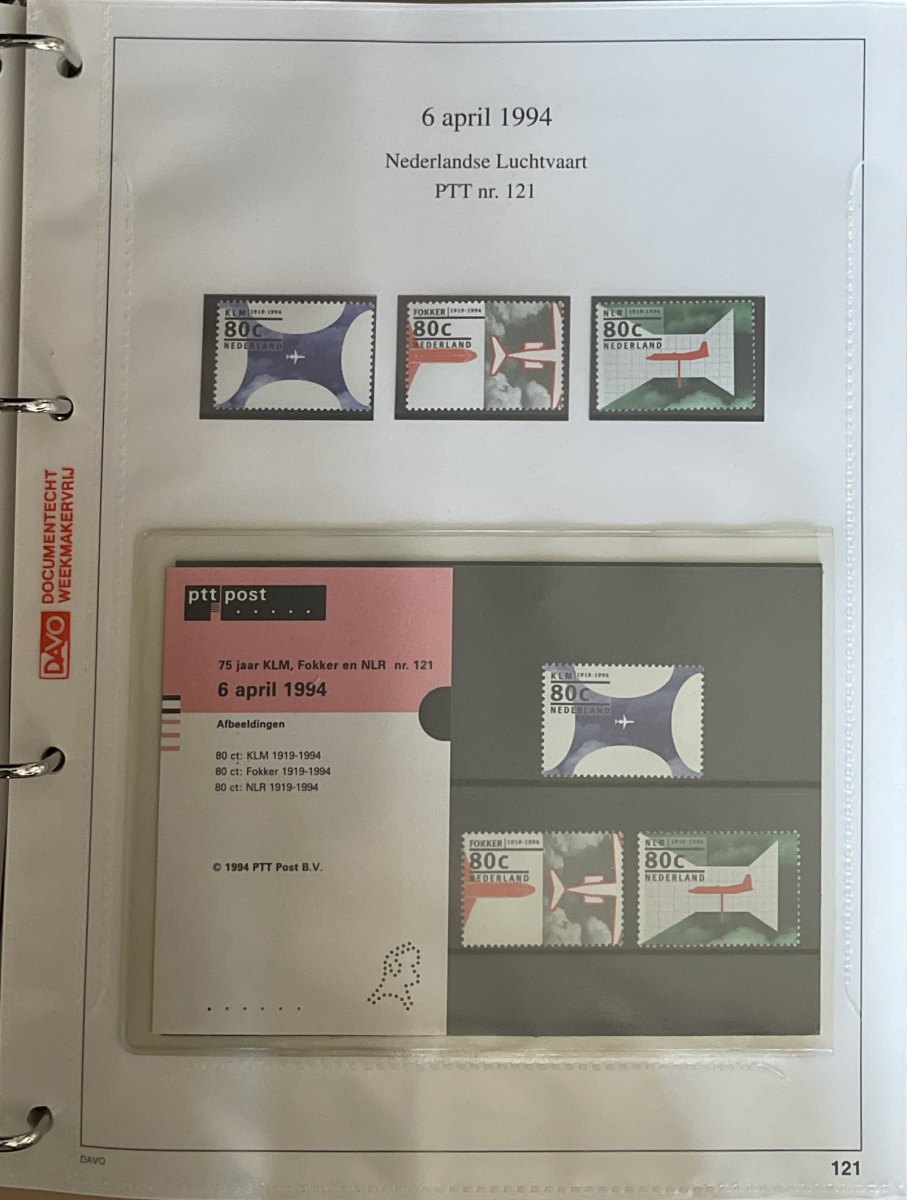 6 april 1994
Nederlandse Luchtvaart
PTT nr. 121
KLM 1919-1994
80c
NEDERLAND
FOKKER 1919-1994
80c
NEDERLAND
NLR 1919-1994
80c
NEDERLAND
DAVO
DOCUMENTECHT
WEEKMAKERVRIJ
ptt post
75 jaar KLM, Fokker en NLR nr. 121
6 april 1994
Afbeeldingen
80 ct: KLM 1919-1994
80 ct: Fokker 1919-1994
80 ct: NLR 1919-1994
© 1994 PTT Post B.V.
KLM 1919-1994
80c
NEDERLAND
FOKKER 1919-1994
80c
NEDERLAND
NLR 1919-1994
80c
NEDERLAND
DAVO
121